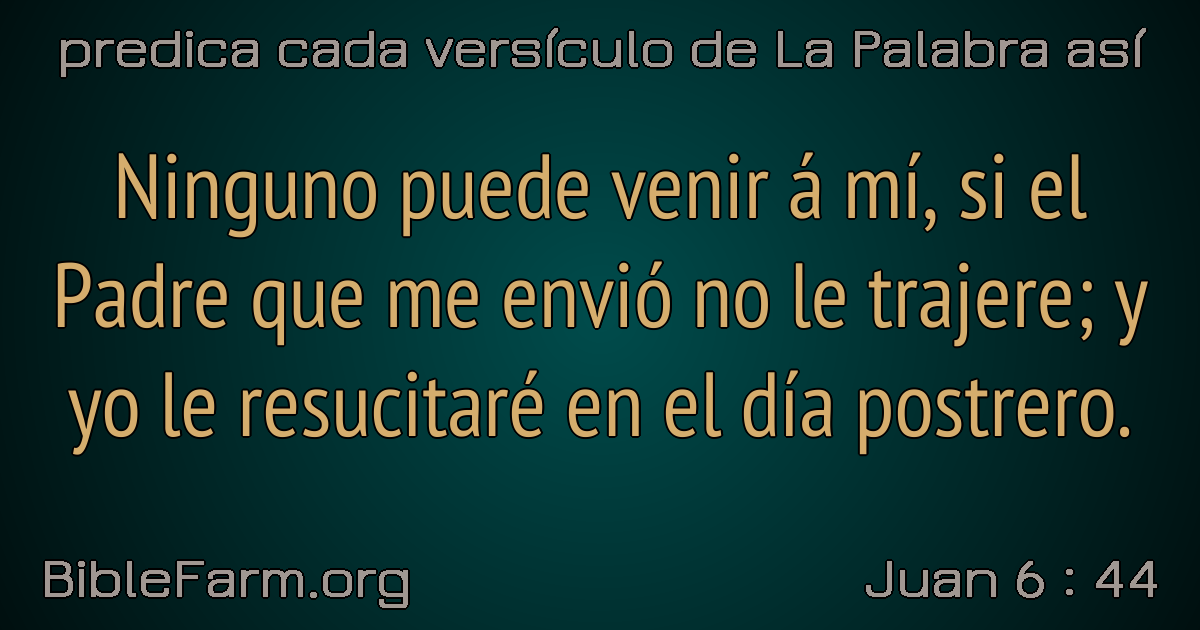 predica cada versículo de La Palabra así
Ninguno puede venir á mí, si el
Padre que me envió no le trajere; y
yo le resucitaré en el día postrero.
BibleFarm.org
Juan 6 : 44